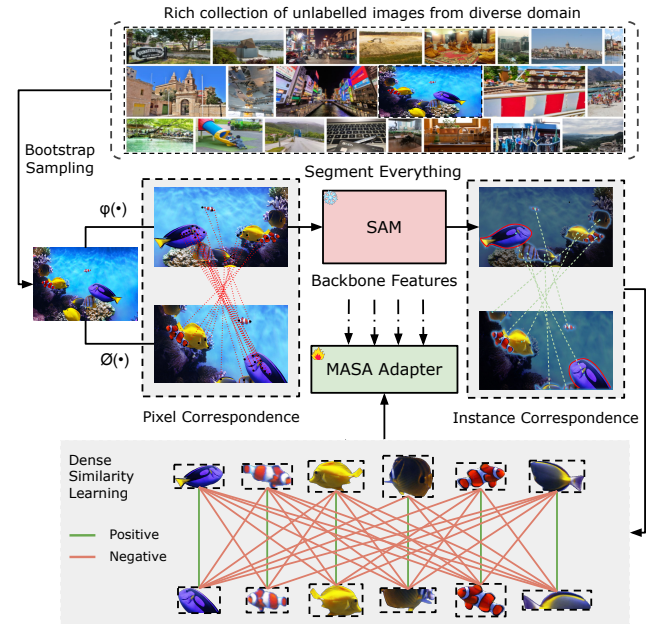 Rich collection of unlabelled images from diverse domain
Bootstrap
Sampling
Segment Everything
φ(•)
SAM
Backbone Features
Ø(•)
MASA Adapter
Pixel Correspondence
Instance Correspondence
Dense
Similarity
Learning
Positive
Negative